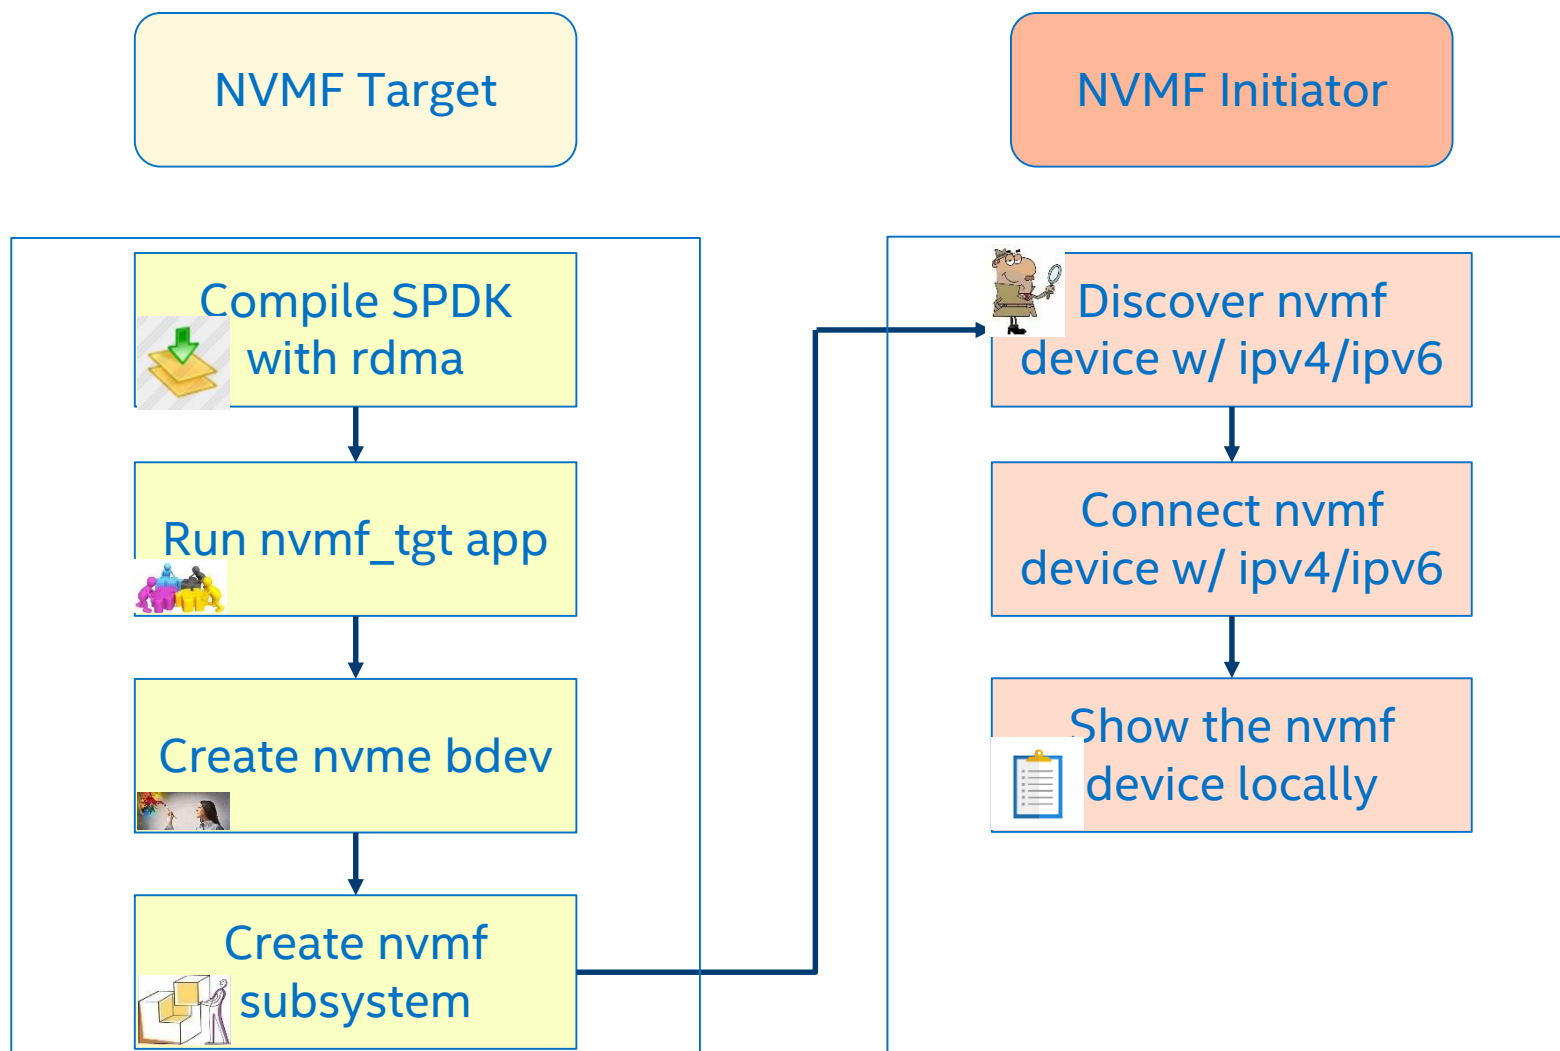 NVMF Target
NVMF Initiator
Compile SPDK
with rdma
Run nvmf_tgt app
Create nvme bdev
Create nvmf
subsystem
Discover nvmf
device w/ ipv4/ipv6
Connect nvmf
device w/ ipv4/ipv6
Show the nvmf
device locally